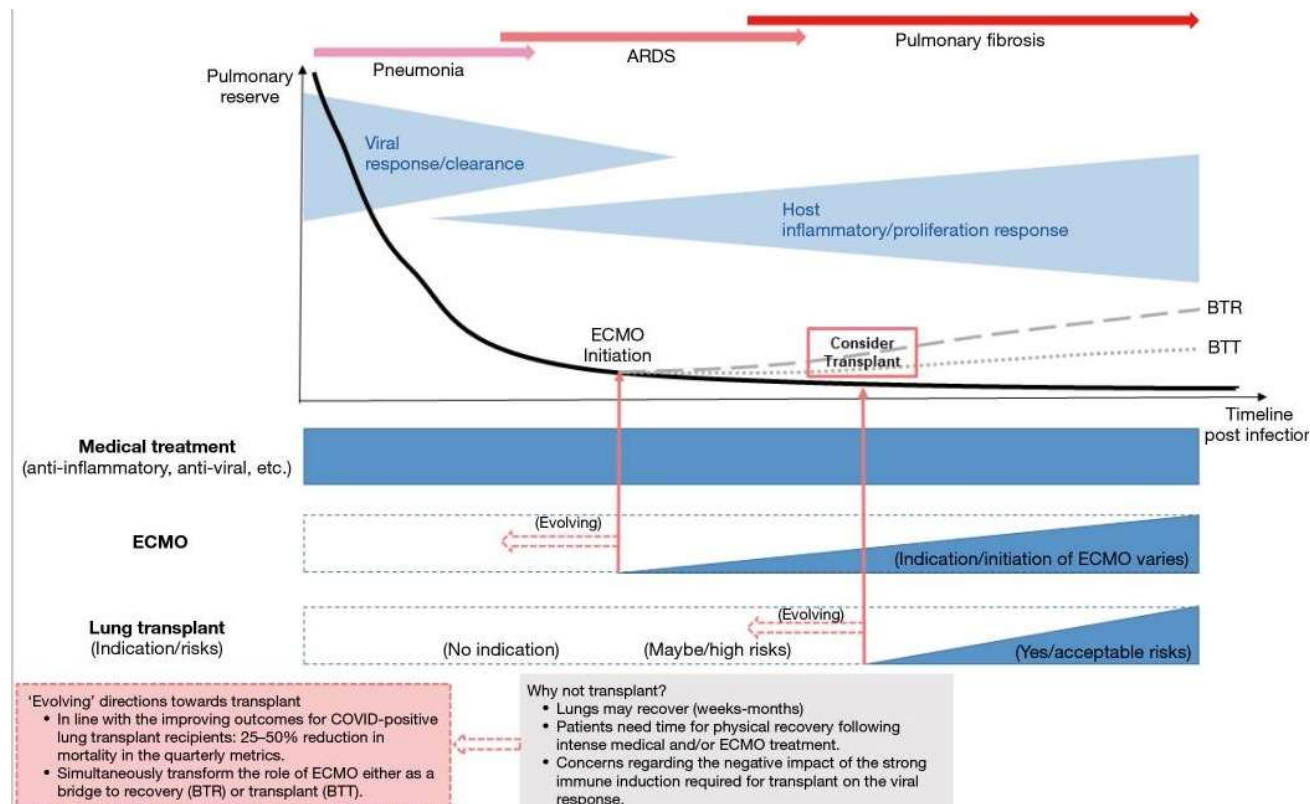 Pneumonia
ARDS
Pulmonary fibrosis
Pulmonary
reserve
Viral
response/clearance
Host
inflammatory/proliferation response
ECMO
Initiation
Consider
Transplant
BTR
BTT
Timeline
post infection
Medical treatment
(anti-inflammatory, anti-viral, etc.)
ECMO
(Evolving)
(Indication/initiation of ECMO varies)
Lung transplant
(Indication/risks)
(Evolving)
(No indication)
(Maybe/high risks)
(Yes/acceptable risks)
'Evolving' directions towards transplant
• In line with the improving outcomes for COVID-positive
lung transplant recipients: 25–50% reduction in
mortality in the quarterly metrics.
• Simultaneously transform the role of ECMO either as a
bridge to recovery (BTR) or transplant (BTT).
Why not transplant?
• Lungs may recover (weeks-months)
• Patients need time for physical recovery following
intense medical and/or ECMO treatment.
• Concerns regarding the negative impact of the strong
immune induction required for transplant on the viral
response.